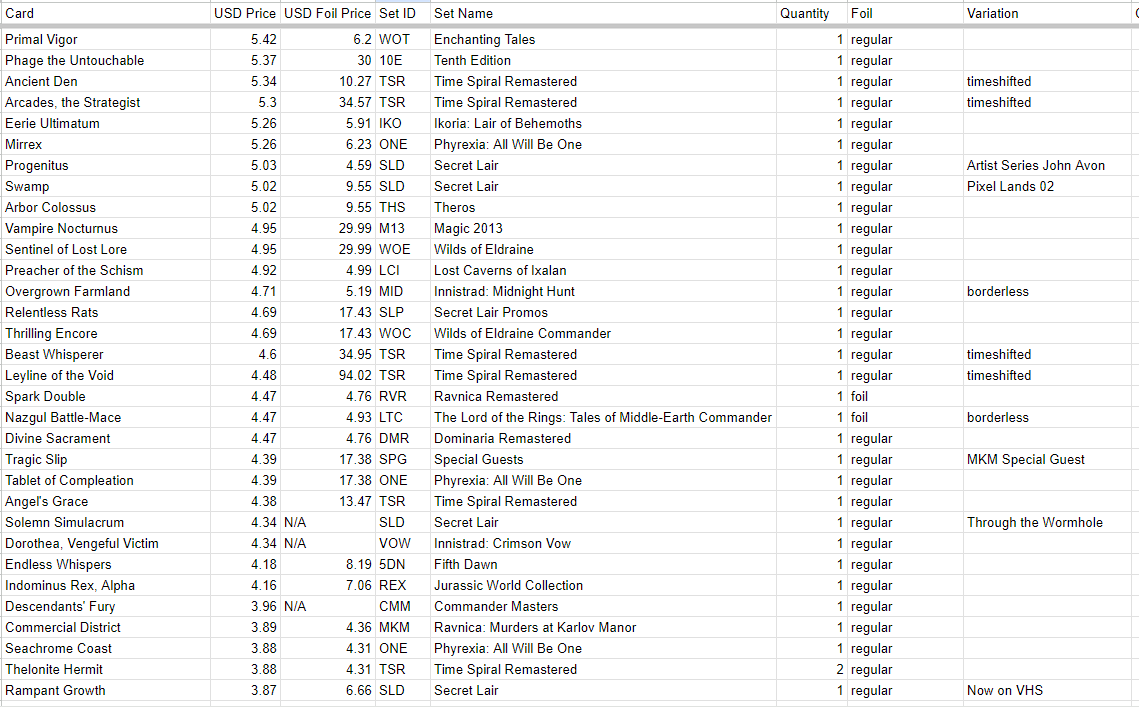 Card USD Price USD Foil Price Set ID Set Name Quantity Foil Variation
Primal Vigor 5.42 6.2 WOT Enchanting Tales 1 regular
Phage the Untouchable 5.37 30 10E Tenth Edition 1 regular
Ancient Den 5.34 10.27 TSR Time Spiral Remastered 1 regular timeshifted
Arcades, the Strategist 5.3 34.57 TSR Time Spiral Remastered 1 regular timeshifted
Eerie Ultimatum 5.26 5.91 IKO Ikoria: Lair of Behemoths 1 regular
Mirrex 5.26 6.23 ONE Phyrexia: All Will Be One 1 regular
Progenitus 5.03 4.59 SLD Secret Lair 1 regular Artist Series John Avon
Swamp 5.02 9.55 SLD Secret Lair 1 regular Pixel Lands 02
Arbor Colossus 5.02 9.55 THS Theros 1 regular
Vampire Nocturnus 4.95 29.99 M13 Magic 2013 1 regular
Sentinel of Lost Lore 4.95 29.99 WOE Wilds of Eldraine 1 regular
Preacher of the Schism 4.92 4.99 LCI Lost Caverns of Ixalan 1 regular
Overgrown Farmland 4.71 5.19 MID Innistrad: Midnight Hunt 1 regular borderless
Relentless Rats 4.69 17.43 SLP Secret Lair Promos 1 regular
Thrilling Encore 4.69 17.43 WOC Wilds of Eldraine Commander 1 regular
Beast Whisperer 4.6 34.95 TSR Time Spiral Remastered 1 regular timeshifted
Leyline of the Void 4.48 94.02 TSR Time Spiral Remastered 1 regular timeshifted
Spark Double 4.47 4.76 RVR Ravnica Remastered 1 foil
Nazgul Battle-Mace 4.47 4.93 LTC The Lord of the Rings: Tales of Middle-Earth Commander 1 foil borderless
Divine Sacrament 4.47 4.76 DMR Dominaria Remastered 1 regular
Tragic Slip 4.39 17.38 SPG Special Guests 1 regular MKM Special Guest
Tablet of Compleation 4.39 17.38 ONE Phyrexia: All Will Be One 1 regular
Angel's Grace 4.38 13.47 TSR Time Spiral Remastered 1 regular
Solemn Simulacrum 4.34 N/A SLD Secret Lair 1 regular Through the Wormhole
Dorothea, Vengeful Victim 4.34 N/A VOW Innistrad: Crimson Vow 1 regular
Endless Whispers 4.18 8.19 5DN Fifth Dawn 1 regular
Indominus Rex, Alpha 4.16 7.06 REX Jurassic World Collection 1 regular
Descendants' Fury 3.96 N/A CMM Commander Masters 1 regular
Commercial District 3.89 4.36 MKM Ravnica: Murders at Karlov Manor 1 regular
Seachrome Coast 3.88 4.31 ONE Phyrexia: All Will Be One 1 regular
Thelonite Hermit 3.88 4.31 TSR Time Spiral Remastered 2 regular
Rampant Growth 3.87 6.66 SLD Secret Lair 1 regular Now on VHS